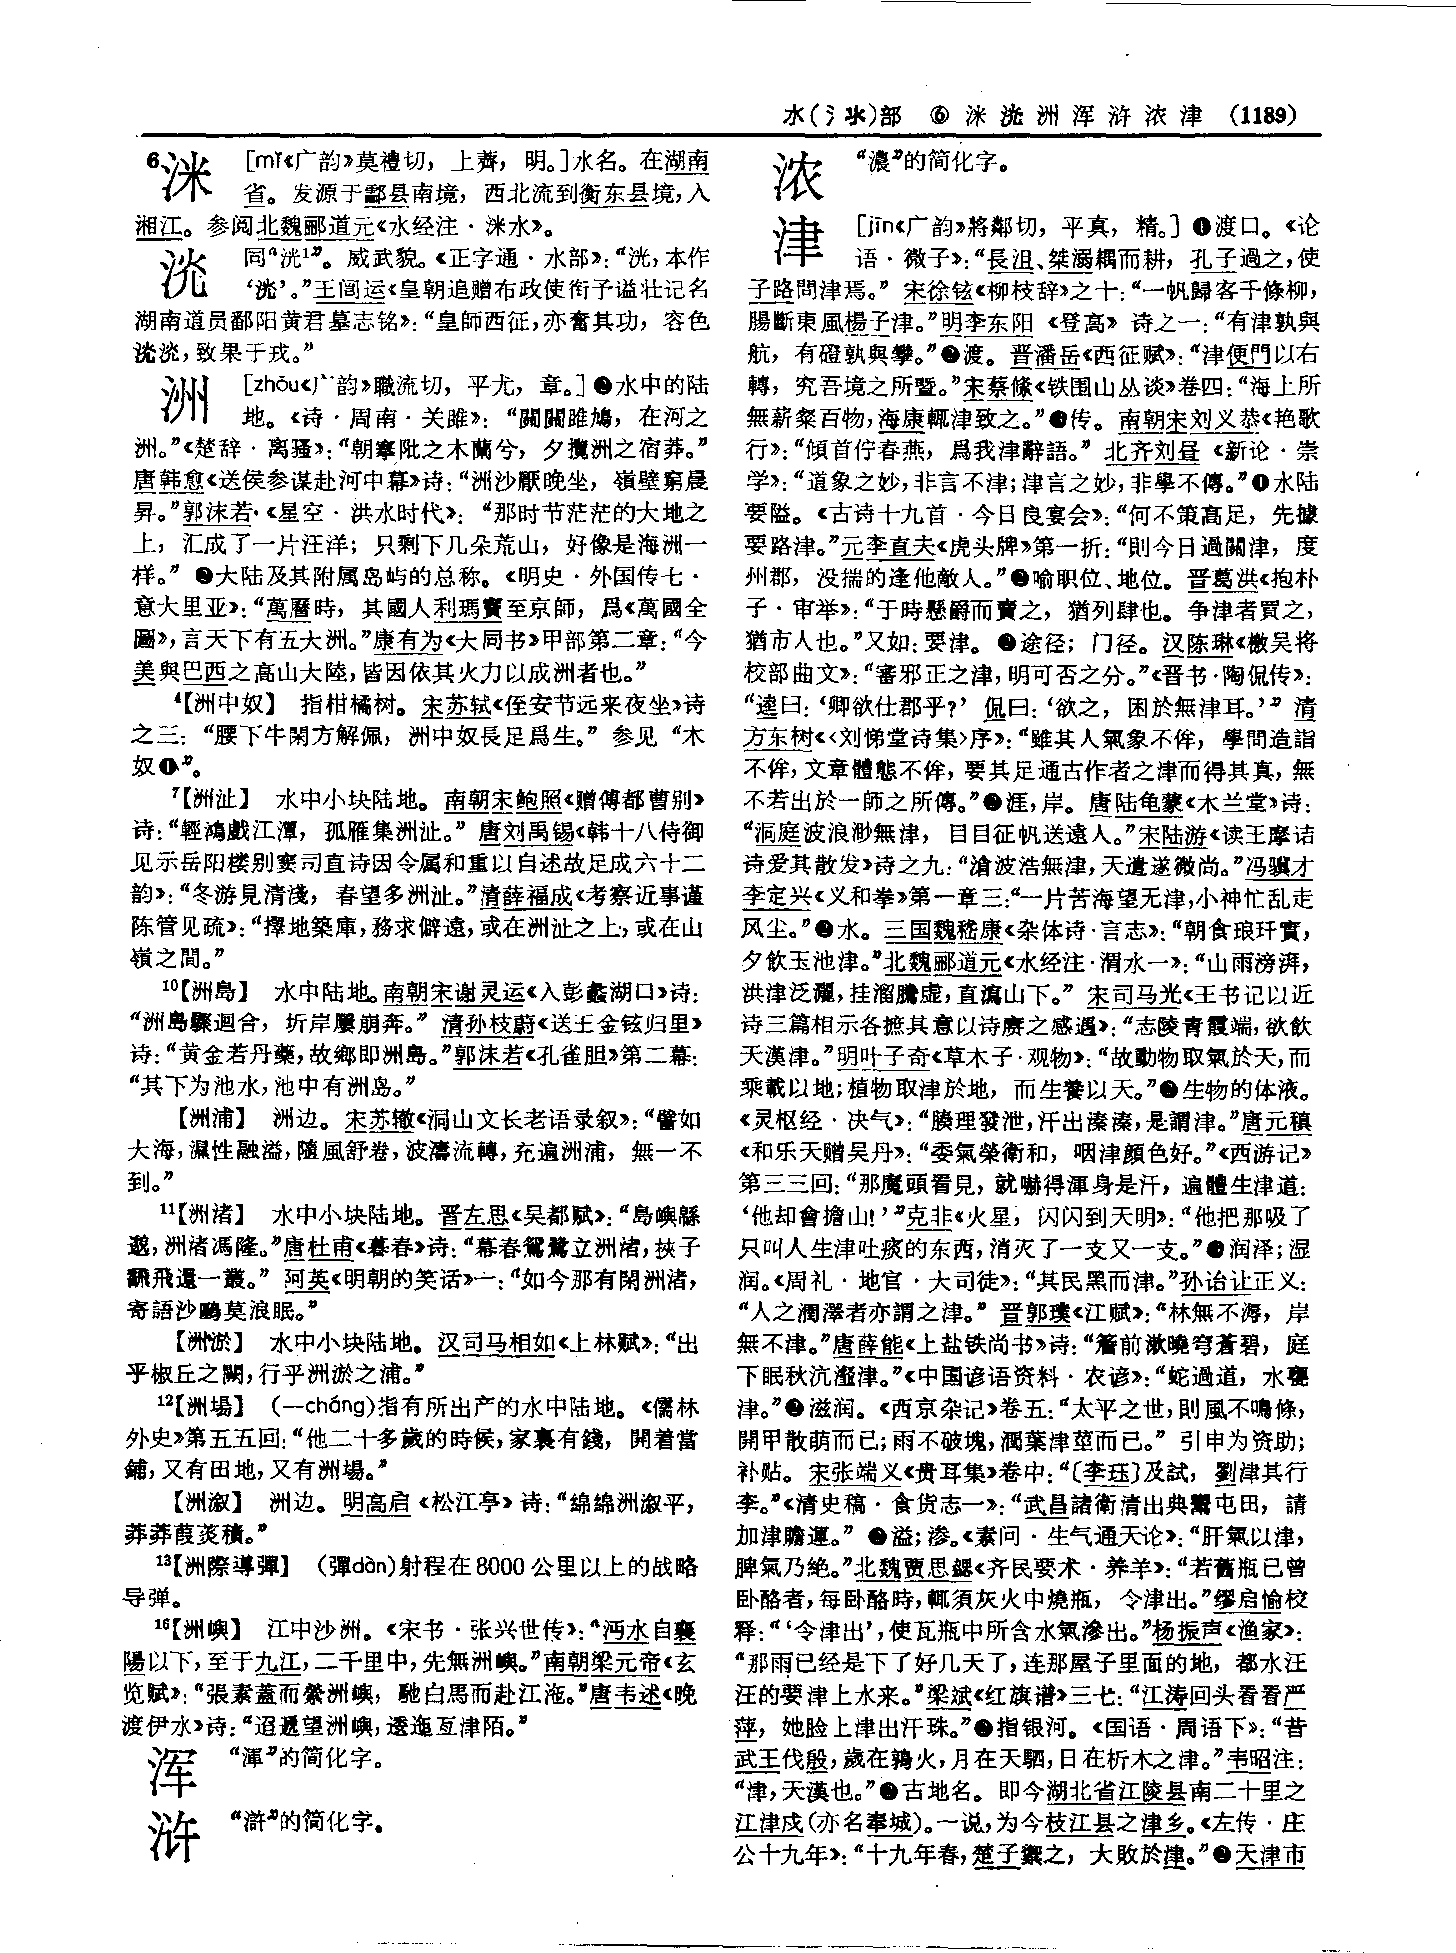 水(氵氺)部 ⑥ 洣 㳘 洲 浑 浒 浓 津 (1189)
6洣 [mǐ《广韵》莫禮切，上薺，明。]水名。在湖南
省。发源于酃县南境，西北流到衡东县境，入
湘江。参阅北魏郦道元《水经注·洣水》。
同“洸¹”。威武貌。《正字通·水部》：“洸，本作
湖南道员鄱阳黄君墓志铭》：“皇師西征，亦奮其功，容色
洲 [zhōu《广韵》職流切，平尤，章。]❶水中的陆
地。《诗·周南·关雎》：“關關雎鳩，在河之
洲。”《楚辞·离骚》：“朝搴阰之木蘭兮，夕攬洲之宿莽。”
唐韩愈《送侯参谋赴河中幕》诗：“洲沙厭晚坐，嶺壁窮晨
昇。”郭沫若《星空·洪水时代》：“那时节茫茫的大地之
上，汇成了一片汪洋；只剩下几朵荒山，好像是海洲一
样。”❷大陆及其附属岛屿的总称。《明史·外国传七·
意大里亚》：“萬曆時，其國人利瑪竇至京師，爲《萬國全
圖》，言天下有五大洲。”康有为《大同书》甲部第二章：“今
美與巴西之高山大陸，皆因依其火力以成洲者也。”
4【洲中奴】 指柑橘树。宋苏轼《侄安节远来夜坐》诗
之三：“腰下牛閑方解佩，洲中奴長足爲生。”参见“木
奴❶”。
7【洲沚】 水中小块陆地。南朝宋鲍照《赠傅都曹别》
诗：“輕鴻戲江潭，孤雁集洲沚。”唐刘禹锡《韩十八侍御
见示岳阳楼别窦司直诗因令属和重以自述故足成六十二
韵》：“冬游見清淺，春望多洲沚。”清薛福成《考察近事谨
陈管见疏》：“擇地築庫，務求僻遠，或在洲沚之上，或在山
嶺之間。”
10【洲島】 水中陆地。南朝宋谢灵运《入彭蠡湖口》诗：
“洲島驟迴合，圻岸屢崩奔。”清孙枝蔚《送王金铉归里》
诗：“黄金若丹藥，故鄉即洲島。”郭沫若《孔雀胆》第二幕：
“其下为池水，池中有洲岛。”
【洲浦】 洲边。宋苏辙《洞山文长老语录叙》：“譬如
大海，濕性融溢，隨風舒卷，波濤流轉，充遍洲浦，無一不
到。”
11【洲渚】 水中小块陆地。晋左思《吴都赋》：“島嶼緜
邈，洲渚馮隆。”唐杜甫《暮春》诗：“暮春鴛鷺立洲渚，挾子
翻飛還一叢。”阿英《明朝的笑话》一：“如今那有閑洲渚，
寄語沙鷗莫浪眠。”
【洲淤】 水中小块陆地。汉司马相如《上林赋》：“出
乎椒丘之闕，行乎洲淤之浦。”
12【洲場】 (—chǎng)指有所出产的水中陆地。《儒林
外史》第五五回：“他二十多歲的時候，家裏有錢，開着當
鋪，又有田地，又有洲場。”
【洲溆】 洲边。明高启《松江亭》诗：“綿綿洲溆平，
莽莽葭菼積。”
13【洲際導彈】 (彈dàn)射程在8000公里以上的战略
导弹。
16【洲嶼】 江中沙洲。《宋书·张兴世传》：“沔水自襄
陽以下，至于九江，二千里中，先無洲嶼。”南朝梁元帝《玄
览赋》：“張素蓋而縈洲嶼，馳白馬而赴江沲。”唐韦述《晚
渡伊水》诗：“迢遞望洲嶼，逶迤亙津陌。”
浑 “渾”的简化字。
浒 “滸”的简化字。
浓 “濃”的简化字。
津 [jīn《广韵》將鄰切，平真，精。]❶渡口。《论
语·微子》：“長沮、桀溺耦而耕，孔子過之，使
子路問津焉。”宋徐铉《柳枝辞》之十：“一帆歸客千條柳，
腸斷東風楊子津。”明李东阳《登高》诗之一：“有津孰與
航，有磴孰與攀。”❷渡。晋潘岳《西征赋》：“津便門以右
轉，究吾境之所暨。”宋蔡絛《铁围山丛谈》卷四：“海上所
無薪粲百物，海康輒津致之。”❸传。南朝宋刘义恭《艳歌
行》：“傾首佇春燕，爲我津辭語。”北齐刘昼《新论·崇
学》：“道象之妙，非言不津；津言之妙，非學不傳。”❹水陆
要隘。《古诗十九首·今日良宴会》：“何不策高足，先據
要路津。”元李直夫《虎头牌》第一折：“則今日過關津，度
州郡，没揣的逢他敵人。”❺喻职位、地位。晋葛洪《抱朴
子·审举》：“于時懸爵而賣之，猶列肆也。争津者買之，
猶市人也。”又如：要津。❻途径；门径。汉陈琳《檄吴将
校部曲文》：“審邪正之津，明可否之分。”《晋书·陶侃传》：
“逵曰：‘卿欲仕郡乎？’侃曰：‘欲之，困於無津耳。’”清
方东树《〈刘悌堂诗集〉序》：“雖其人氣象不侔，學問造詣
不侔，文章體態不侔，要其足通古作者之津而得其真，無
不若出於一師之所傳。”❼涯，岸。唐陆龟蒙《木兰堂》诗：
“洞庭波浪渺無津，日日征帆送遠人。”宋陆游《读王摩诘
诗爱其散发》诗之九：“滄波浩無津，天遣遂微尚。”冯骥才
李定兴《义和拳》第一章三：“一片苦海望无津，小神忙乱走
风尘。”❽水。三国魏嵇康《杂体诗·言志》：“朝食琅玕實，
夕飲玉池津。”北魏郦道元《水经注·渭水一》：“山雨滂湃，
洪津泛灑，挂溜騰虚，直瀉山下。”宋司马光《王书记以近
诗三篇相示各摭其意以诗赓之感遇》：“志陵青霞端，欲飲
天漢津。”明叶子奇《草木子·观物》：“故動物取氣於天，而
乘載以地；植物取津於地，而生養以天。”❾生物的体液。
《灵枢经·决气》：“腠理發泄，汗出溱溱，是謂津。”唐元稹
《和乐天赠吴丹》：“委氣榮衛和，咽津顔色好。”《西游记》
第三三回：“那魔頭看見，就嚇得渾身是汗，遍體生津道：
‘他却會擔山！’”克非《火星，闪闪到天明》：“他把那吸了
只叫人生津吐痰的东西，消灭了一支又一支。”❿润泽；湿
润。《周礼·地官·大司徒》：“其民黑而津。”孙诒让正义：
“人之潤澤者亦謂之津。”晋郭璞《江赋》：“林無不溽，岸
無不津。”唐薛能《上盐铁尚书》诗：“簷前漱曉穹蒼碧，庭
下眠秋沆瀣津。”《中国谚语资料·农谚》：“蛇過道，水甕
津。”⓫滋润。《西京杂记》卷五：“太平之世，則風不鳴條，
開甲散萌而已；雨不破塊，潤葉津莖而已。”引申为资助；
补贴。宋张端义《贵耳集》卷中：“〔李珏〕及試，劉津其行
李。”《清史稿·食货志一》：“武昌諸衛清出典鬻屯田，請
加津贍運。”⓬溢；渗。《素问·生气通天论》：“肝氣以津，
脾氣乃絶。”北魏贾思勰《齐民要术·养羊》：“若舊瓶已曾
卧酪者，每卧酪時，輒須灰火中燒瓶，令津出。”缪启愉校
释：“‘令津出’，使瓦瓶中所含水氣滲出。”杨振声《渔家》：
“那雨已经是下了好几天了，连那屋子里面的地，都水汪
汪的要津上水来。”梁斌《红旗谱》三七：“江涛回头看看严
萍，她脸上津出汗珠。”⓭指银河。《国语·周语下》：“昔
武王伐殷，歲在鶉火，月在天駟，日在析木之津。”韦昭注：
“津，天漢也。”⓮古地名。即今湖北省江陵县南二十里之
江津戍(亦名奉城)。一说，为今枝江县之津乡。《左传·庄
公十九年》：“十九年春，楚子禦之，大敗於津。”⓯天津市